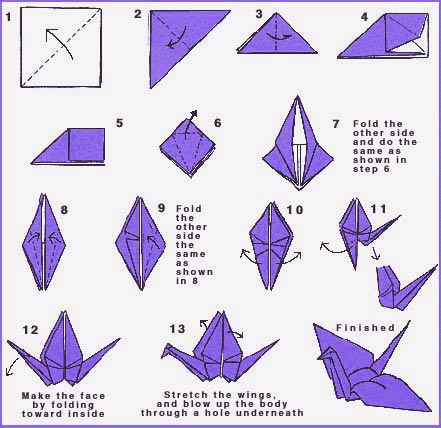 1
2
3
4
5
6
7
Fold the
other side
and do the
same as
shown in
step 6
8
9
Fold
the
other
side
the
same
as
shown
in 8
10
11
12
Make the face
by folding
toward inside
13
Stretch the wings,
and blow up the body
through a hole underneath
Finished